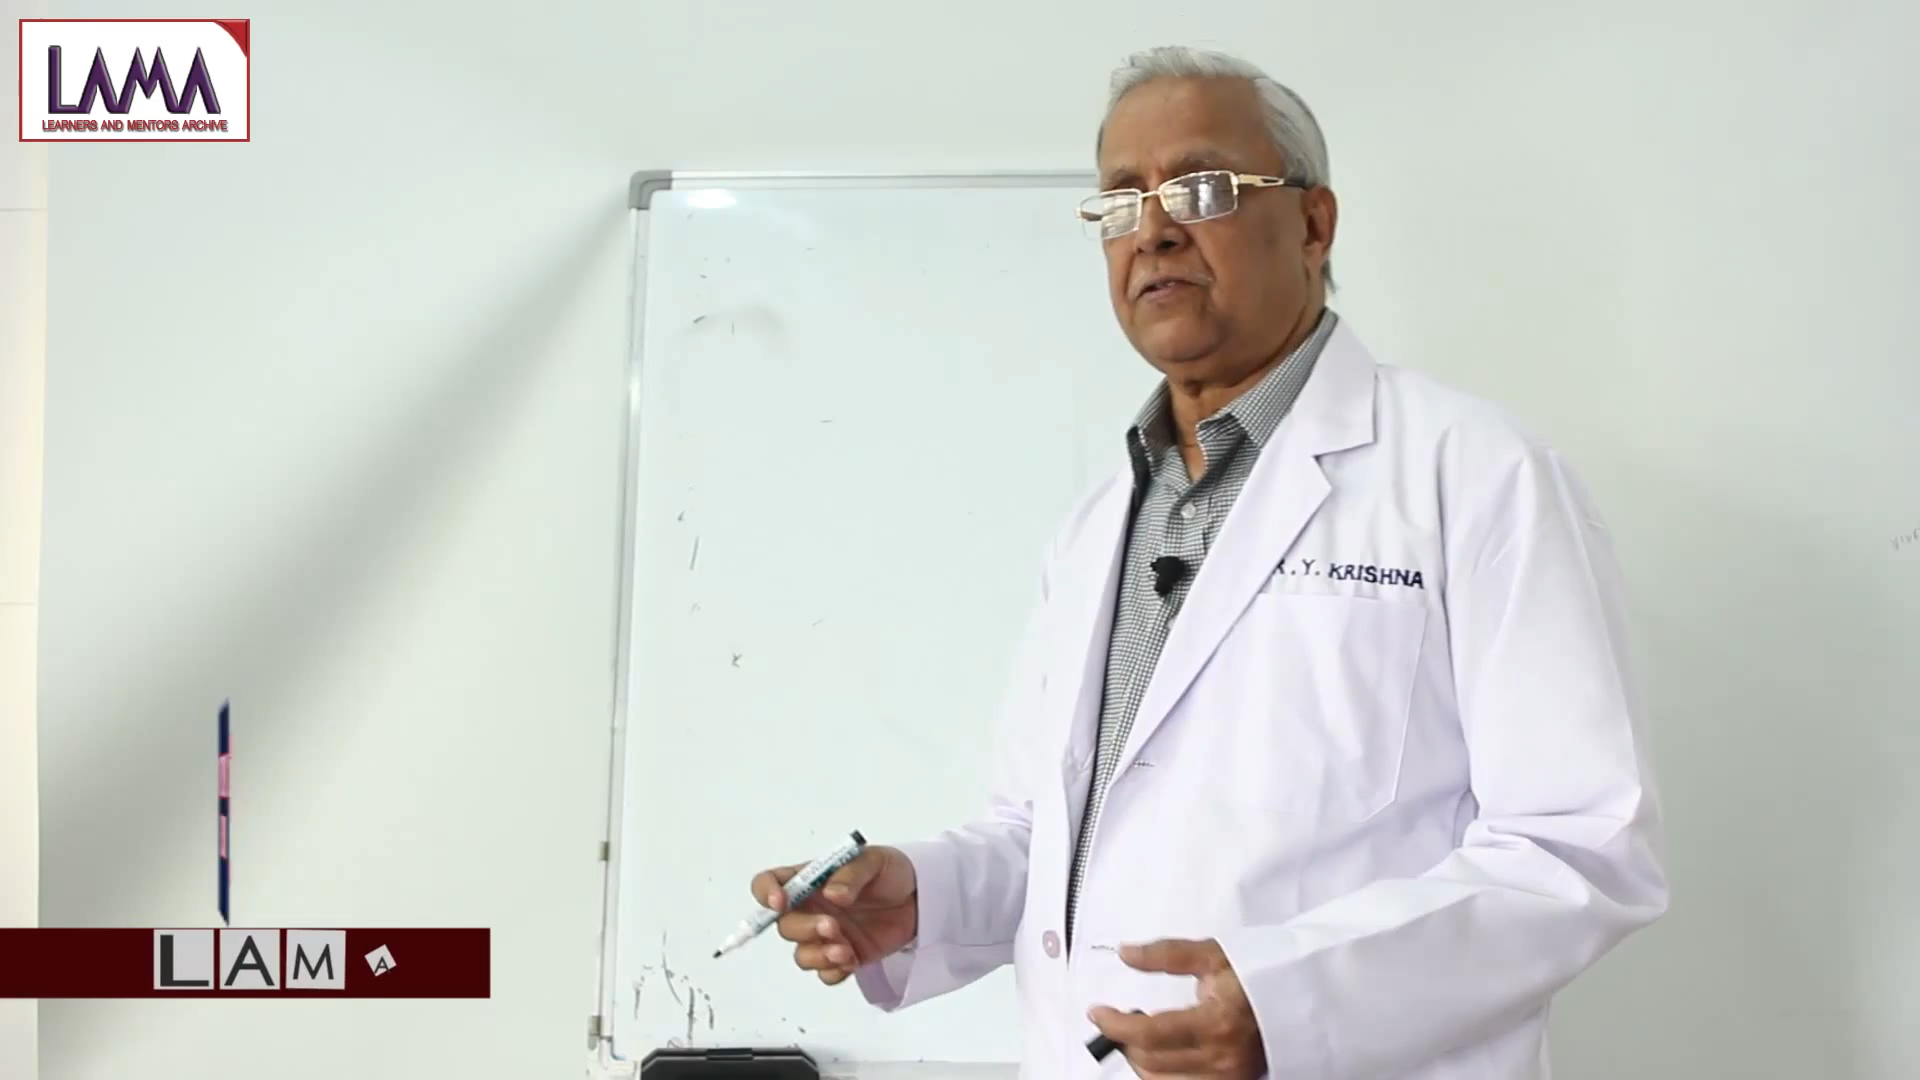 LAMA
LEARNERS AND MENTORS ARCHIVE
R. Y. KRISHNA
LAMA